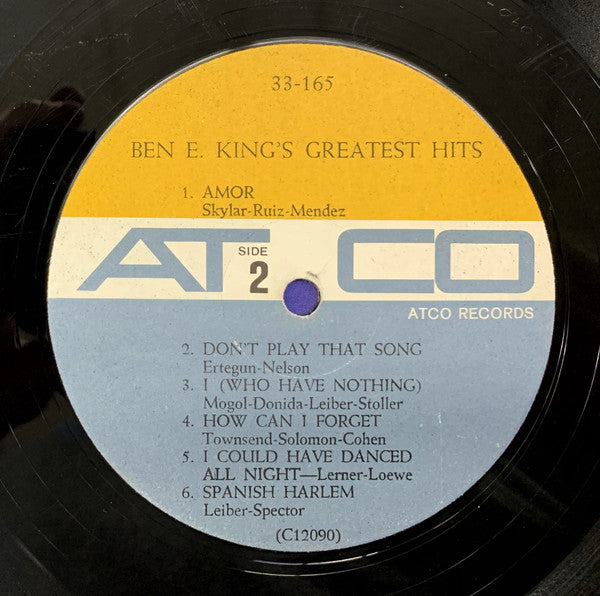 33-165
BEN E. KING'S GREATEST HITS
1. AMOR
Skylar-Ruiz-Mendez
ATCO
SIDE
2
ATCO RECORDS
2. DON'T PLAY THAT SONG
Ertegun-Nelson
3. I (WHO HAVE NOTHING)
Mogol-Donida-Leiber-Stoller
4. HOW CAN I FORGET
Townsend-Solomon-Cohen
5. I COULD HAVE DANCED
ALL NIGHT—Lerner-Loewe
6. SPANISH HARLEM
Leiber-Spector
(C12090)